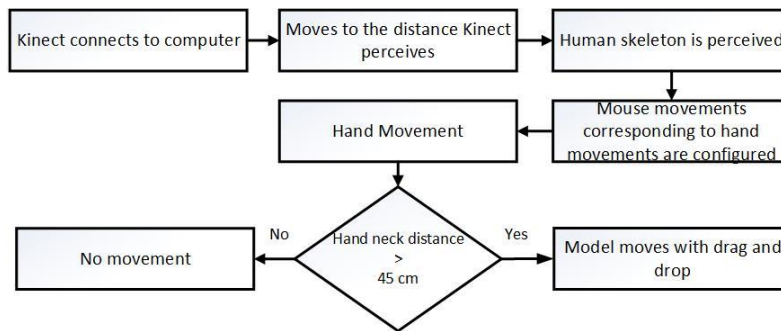 Kinect connects to computer
Moves to the distance Kinect
perceives
Human skeleton is perceived
Mouse movements
corresponding to hand
movements are configured
Hand Movement
Hand neck distance
>
45 cm
No
Yes
No movement
Model moves with drag and
drop